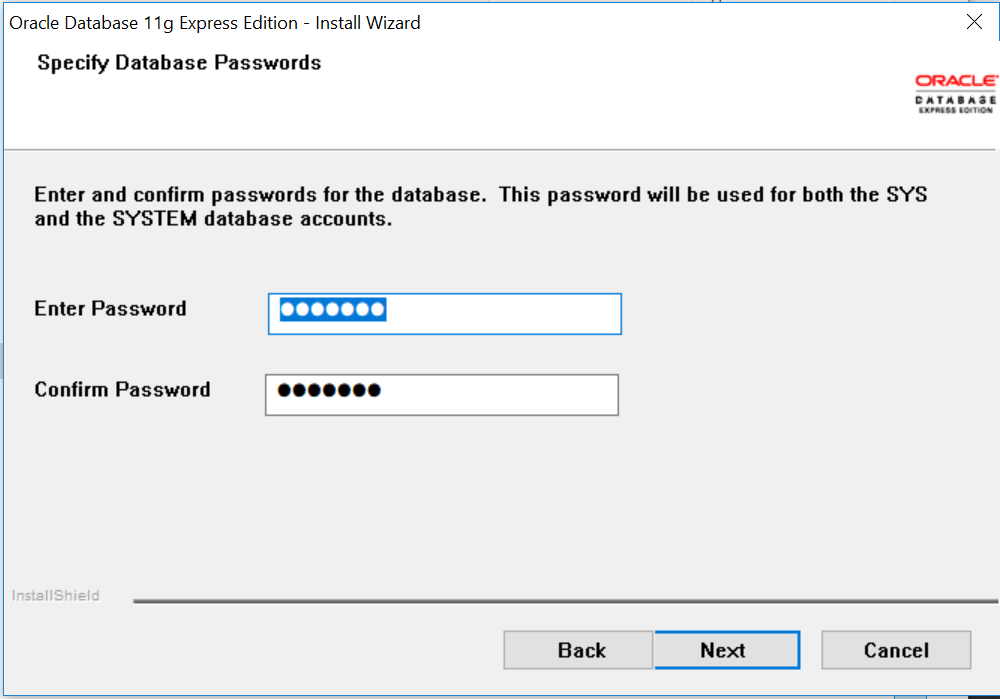 Oracle Database 11g Express Edition - Install Wizard
Specify Database Passwords
ORACLE
DATABASE
EXPRESS EDITION
Enter and confirm passwords for the database.  This password will be used for both the SYS
and the SYSTEM database accounts.
Enter Password
●●●●●●●
Confirm Password
●●●●●●●
InstallShield
Back Next Cancel